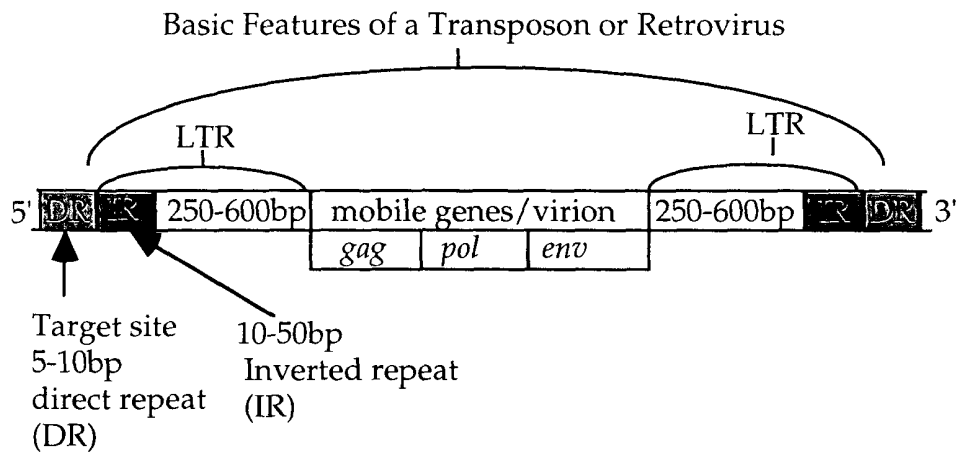 Basic Features of a Transposon or Retrovirus
LTR
LTR
5' DR IR 250-600bp mobile genes/virion 250-600bp IR DR 3'
gag pol env
Target site
5-10bp
direct repeat
(DR)
10-50bp
Inverted repeat
(IR)